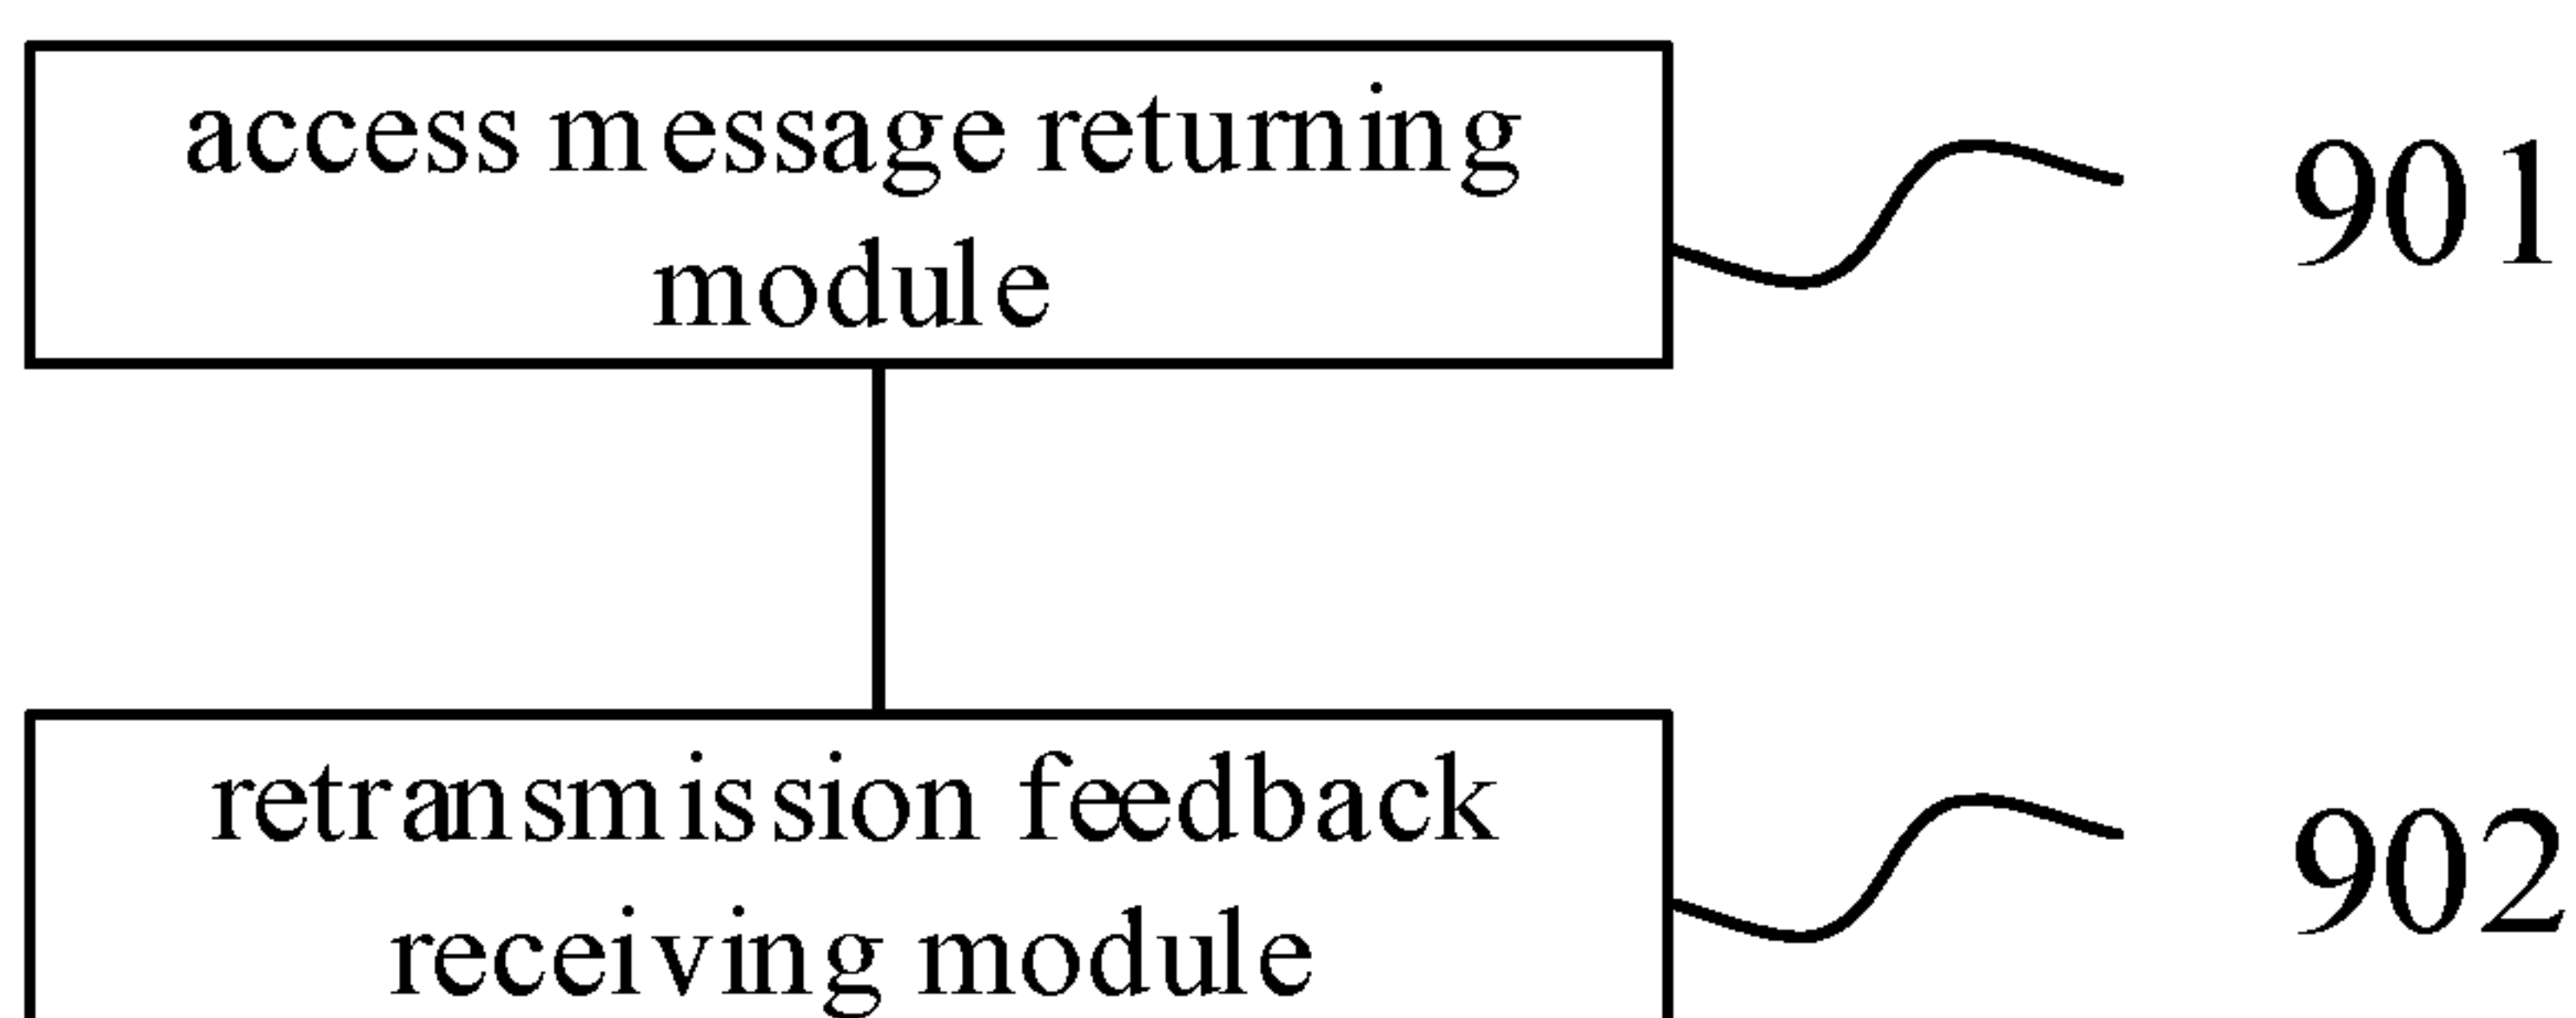 access message returning
module
901
retransmission feedback
receiving module
902